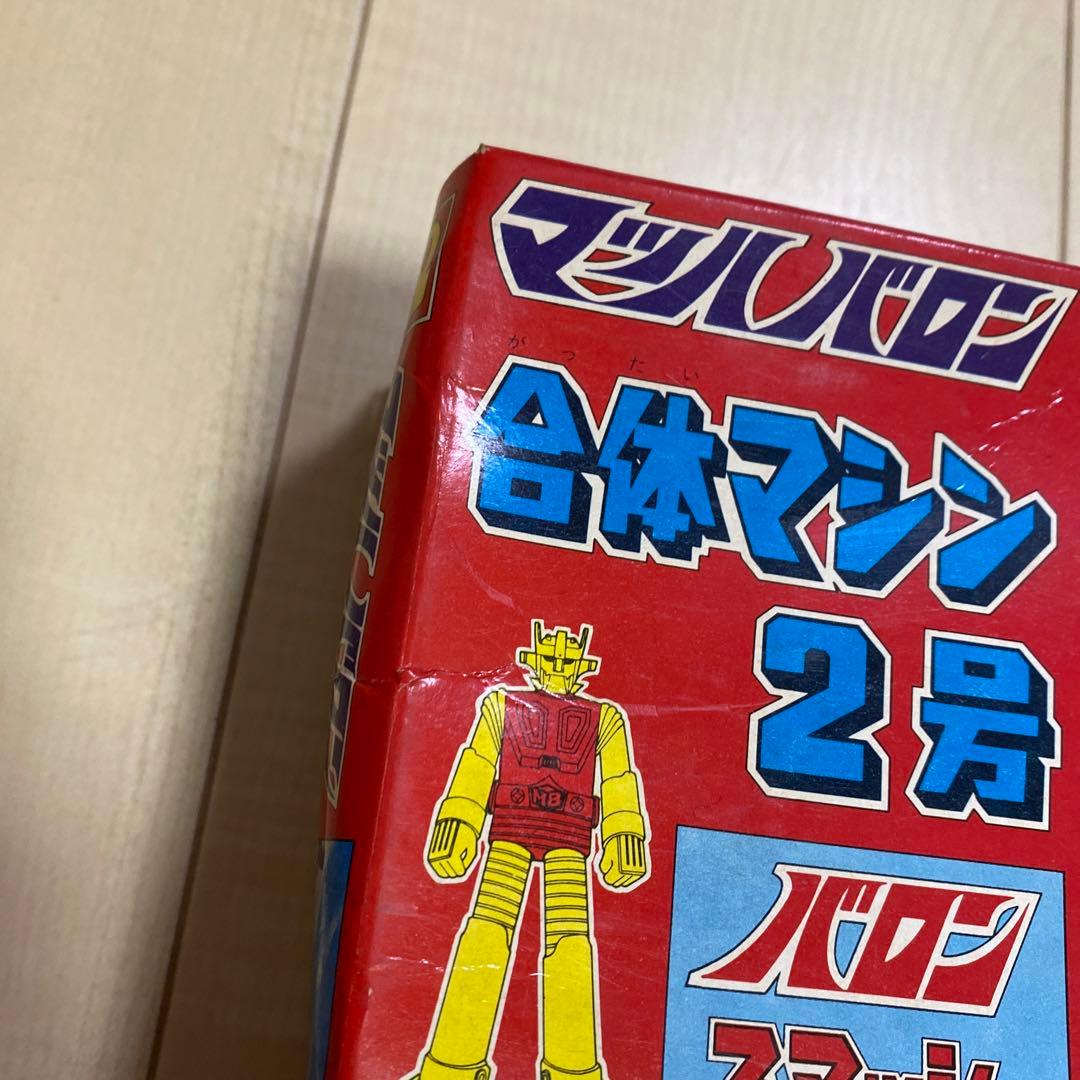 マッハバロン
がつたい
合体マシン
2号
MB
バロン